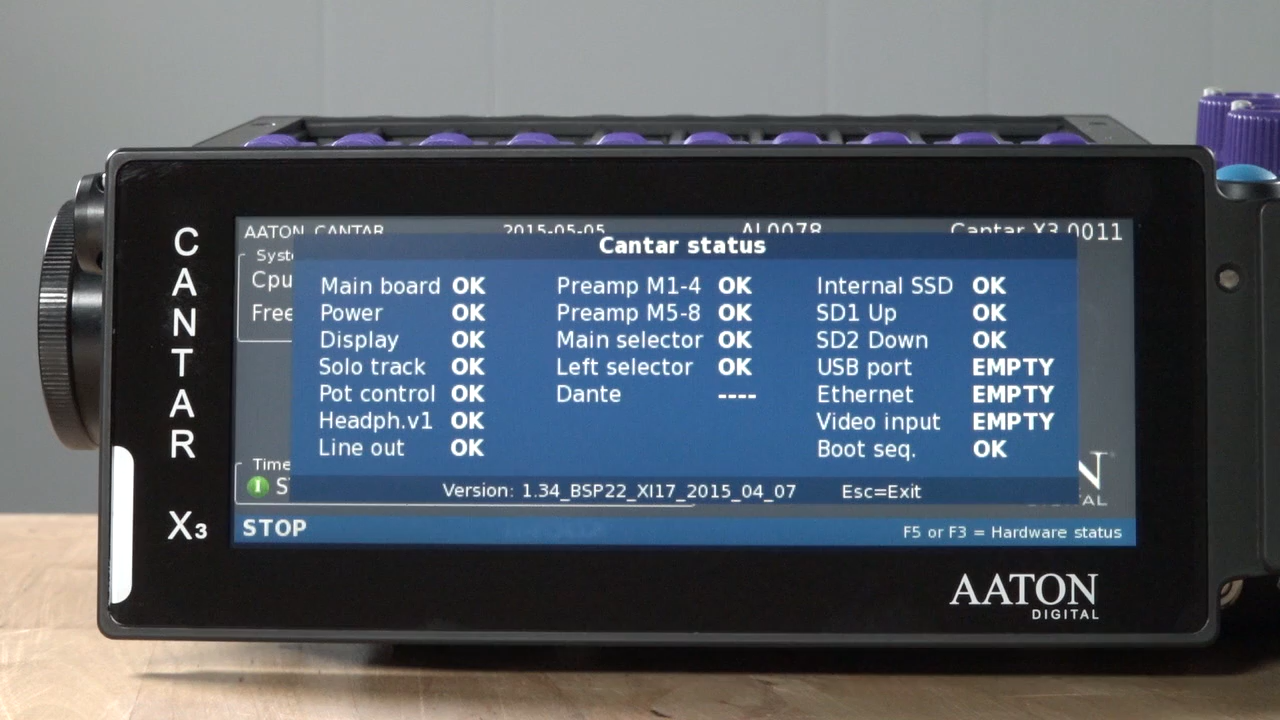 CANTAR X3
AATON CANTAR 2015-05-05 AL0078 Cantar X3 0011
Cantar status
Syst
Cpu
Free
Main board OK Preamp M1-4 OK Internal SSD OK
Power OK Preamp M5-8 OK SD1 Up OK
Display OK Main selector OK SD2 Down OK
Solo track OK Left selector OK USB port EMPTY
Pot control OK Dante ---- Ethernet EMPTY
Headph.v1 OK Video input EMPTY
Line out OK Boot seq. OK
Time
Version: 1.34_BSP22_XI17_2015_04_07 Esc=Exit
STOP F5 or F3 = Hardware status
AATON
DIGITAL